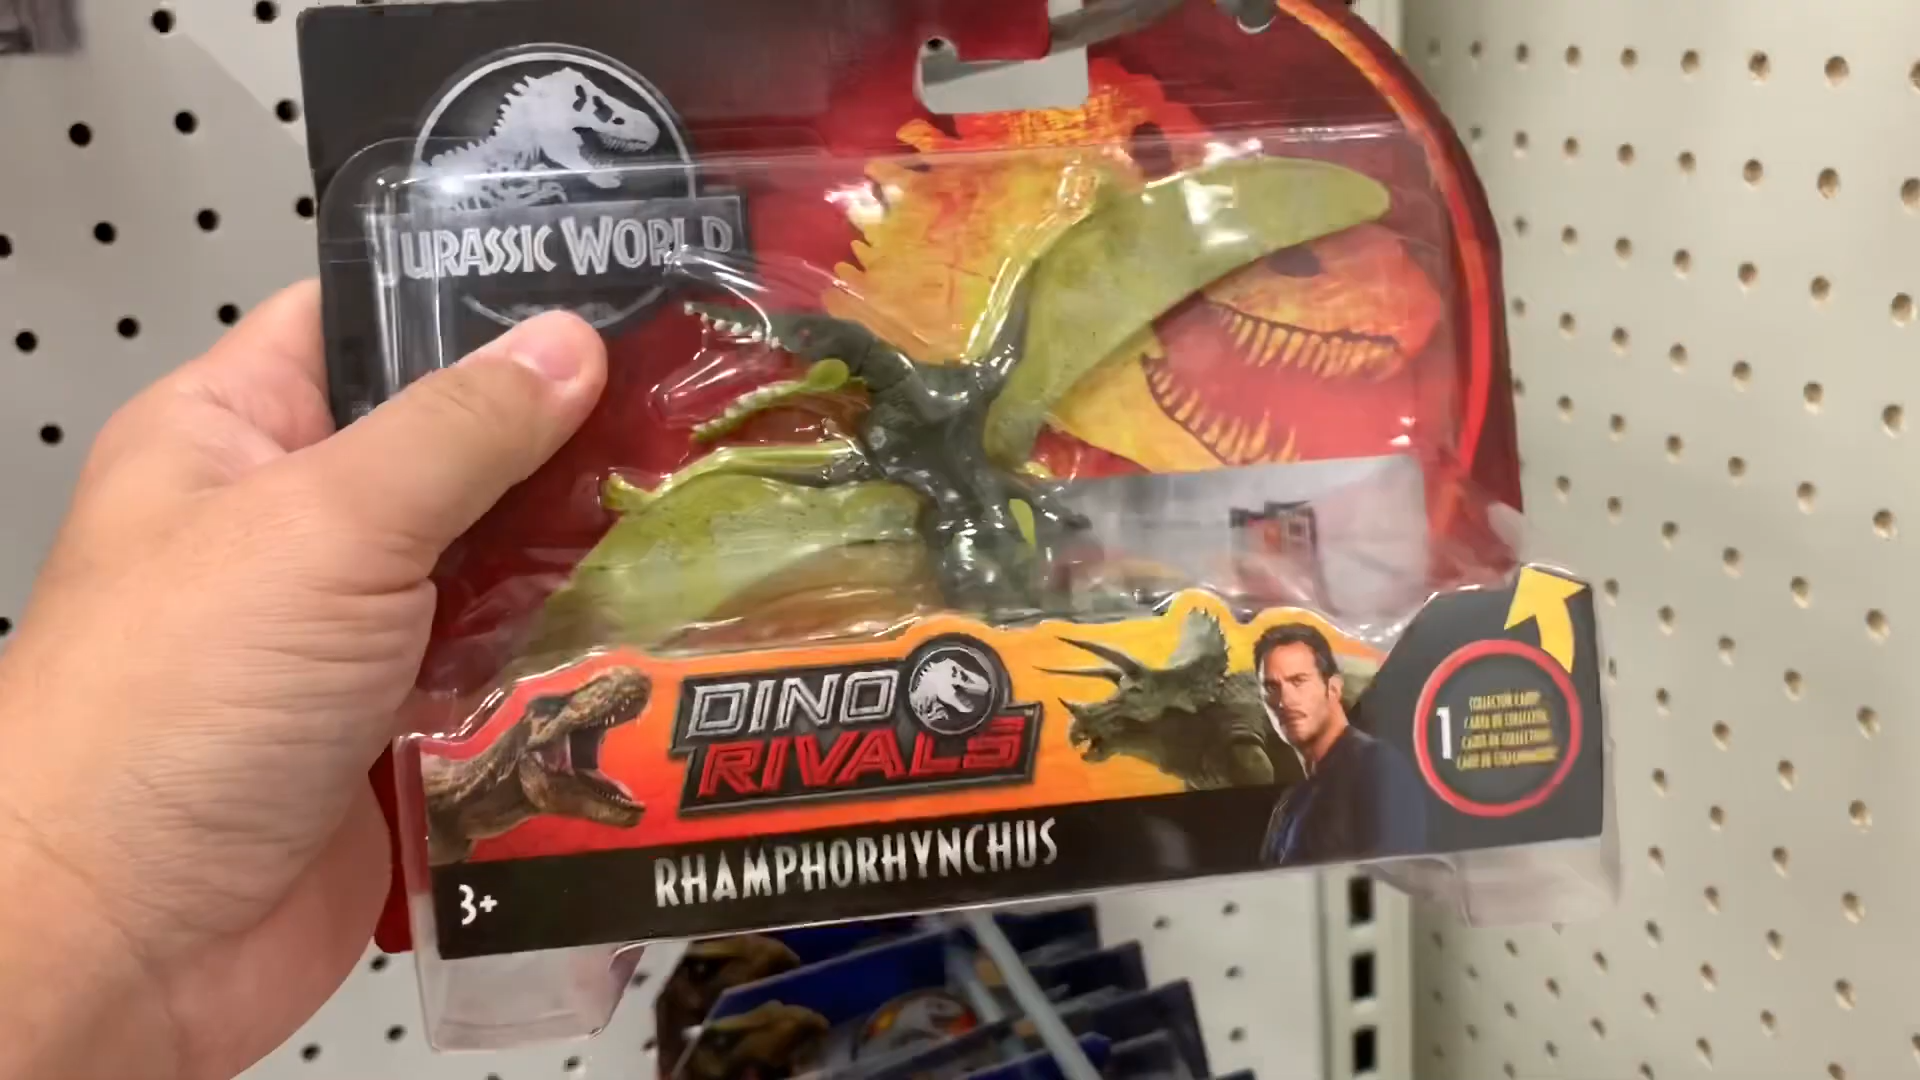 JURASSIC WORLD
DINO
RIVALS
RHAMPHORHYNCHUS
3+
1